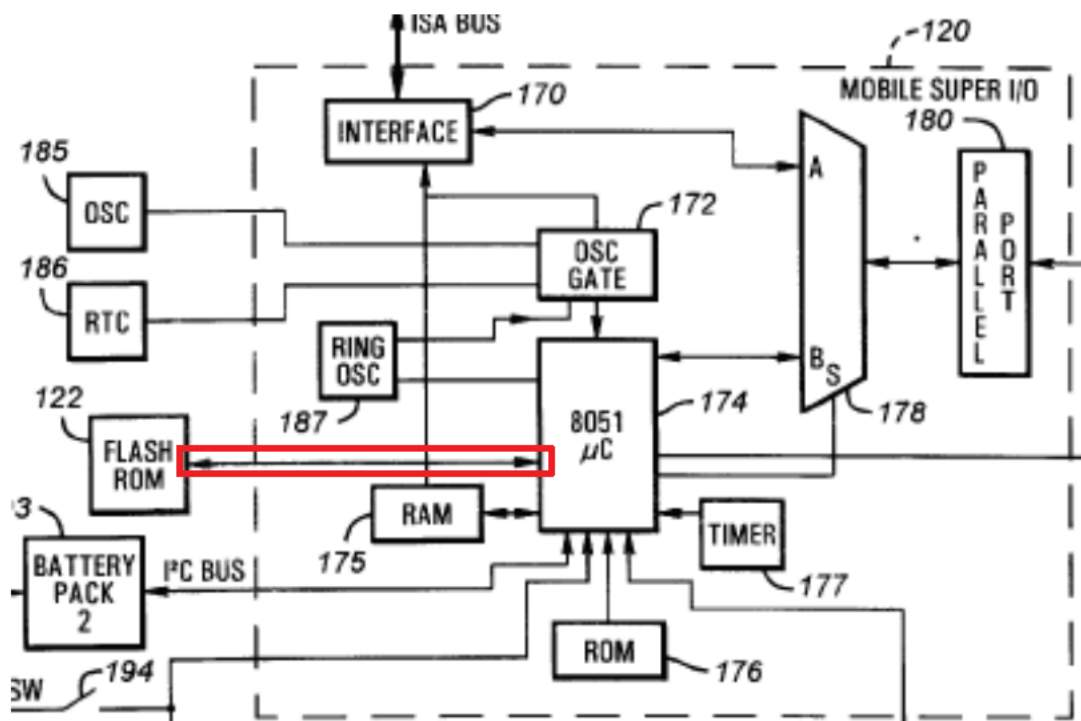 ISA BUS
120
MOBILE SUPER I/O
170
INTERFACE
180
PARALLEL
PORT
185
OSC
A
172
OSC
GATE
186
RTC
RING
OSC
187
B
S
174
178
8051
µC
122
FLASH
ROM
RAM
175
TIMER
177
BATTERY
PACK
2
I²C BUS
ROM
176
194
SW